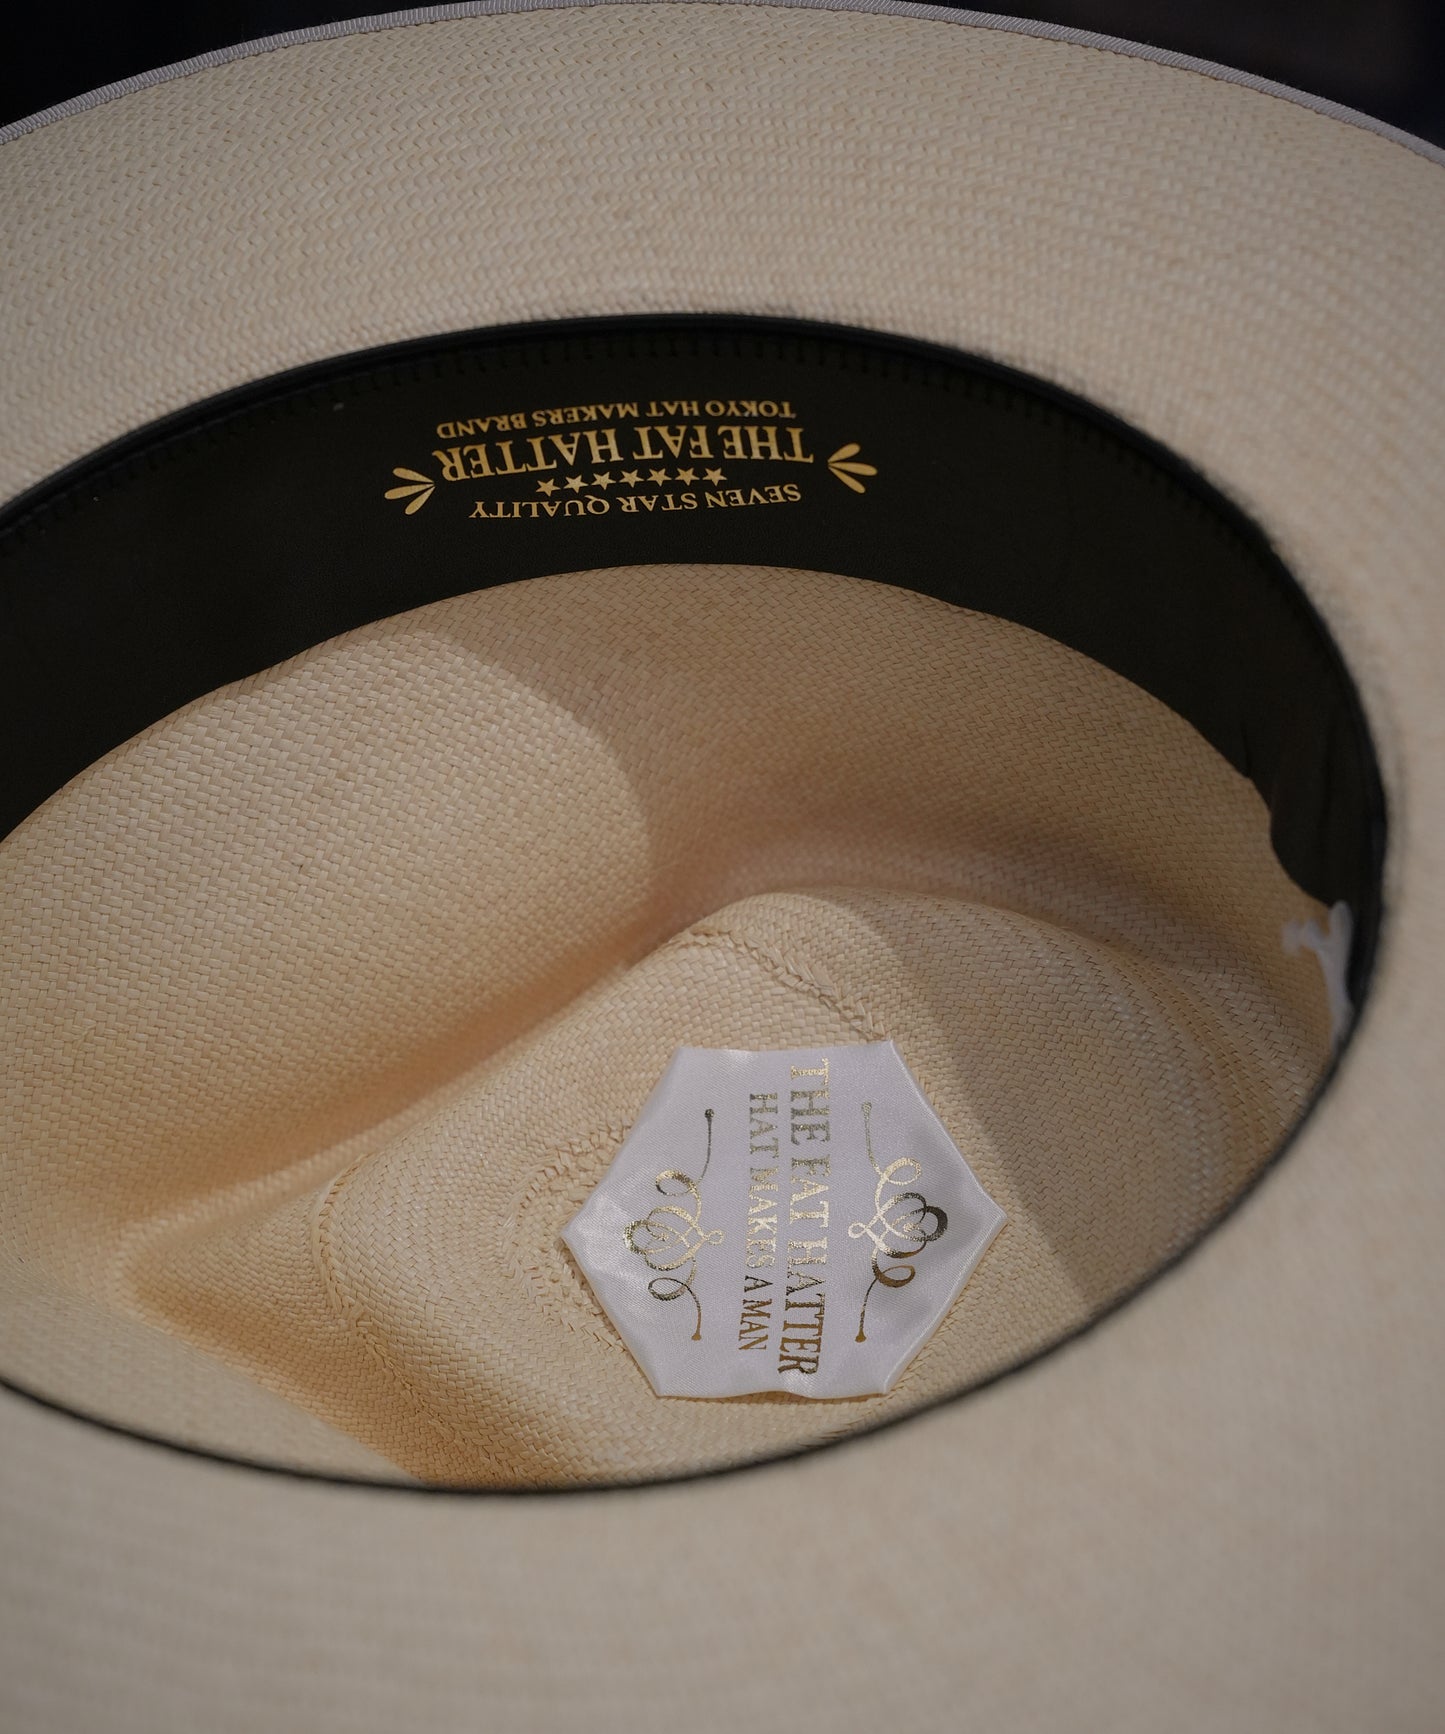 SEVEN STAR QUALITY
THE FAT HATTER
TOKYO HAT MAKERS BRAND
THE FAT HATTER
HAT MAKES A MAN